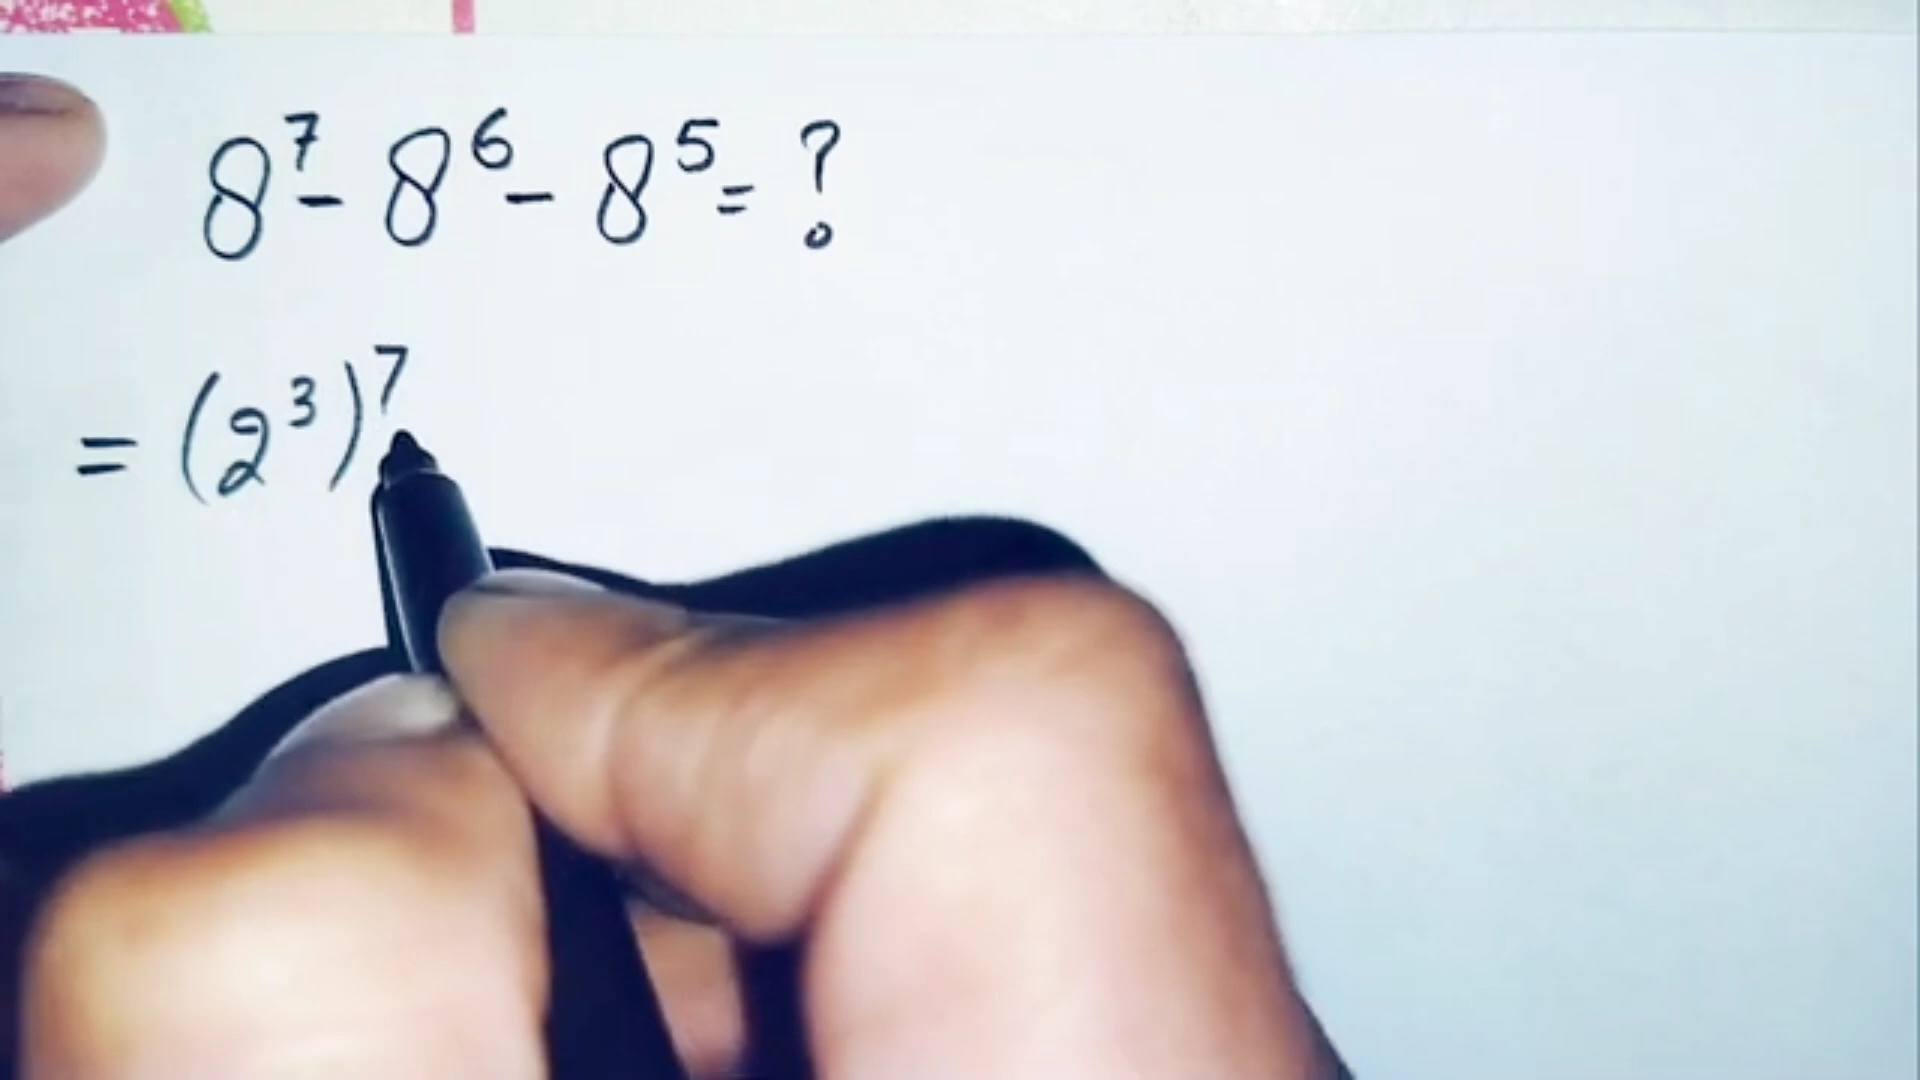 8⁷ - 8⁶ - 8⁵ = ?
= (2³)⁷